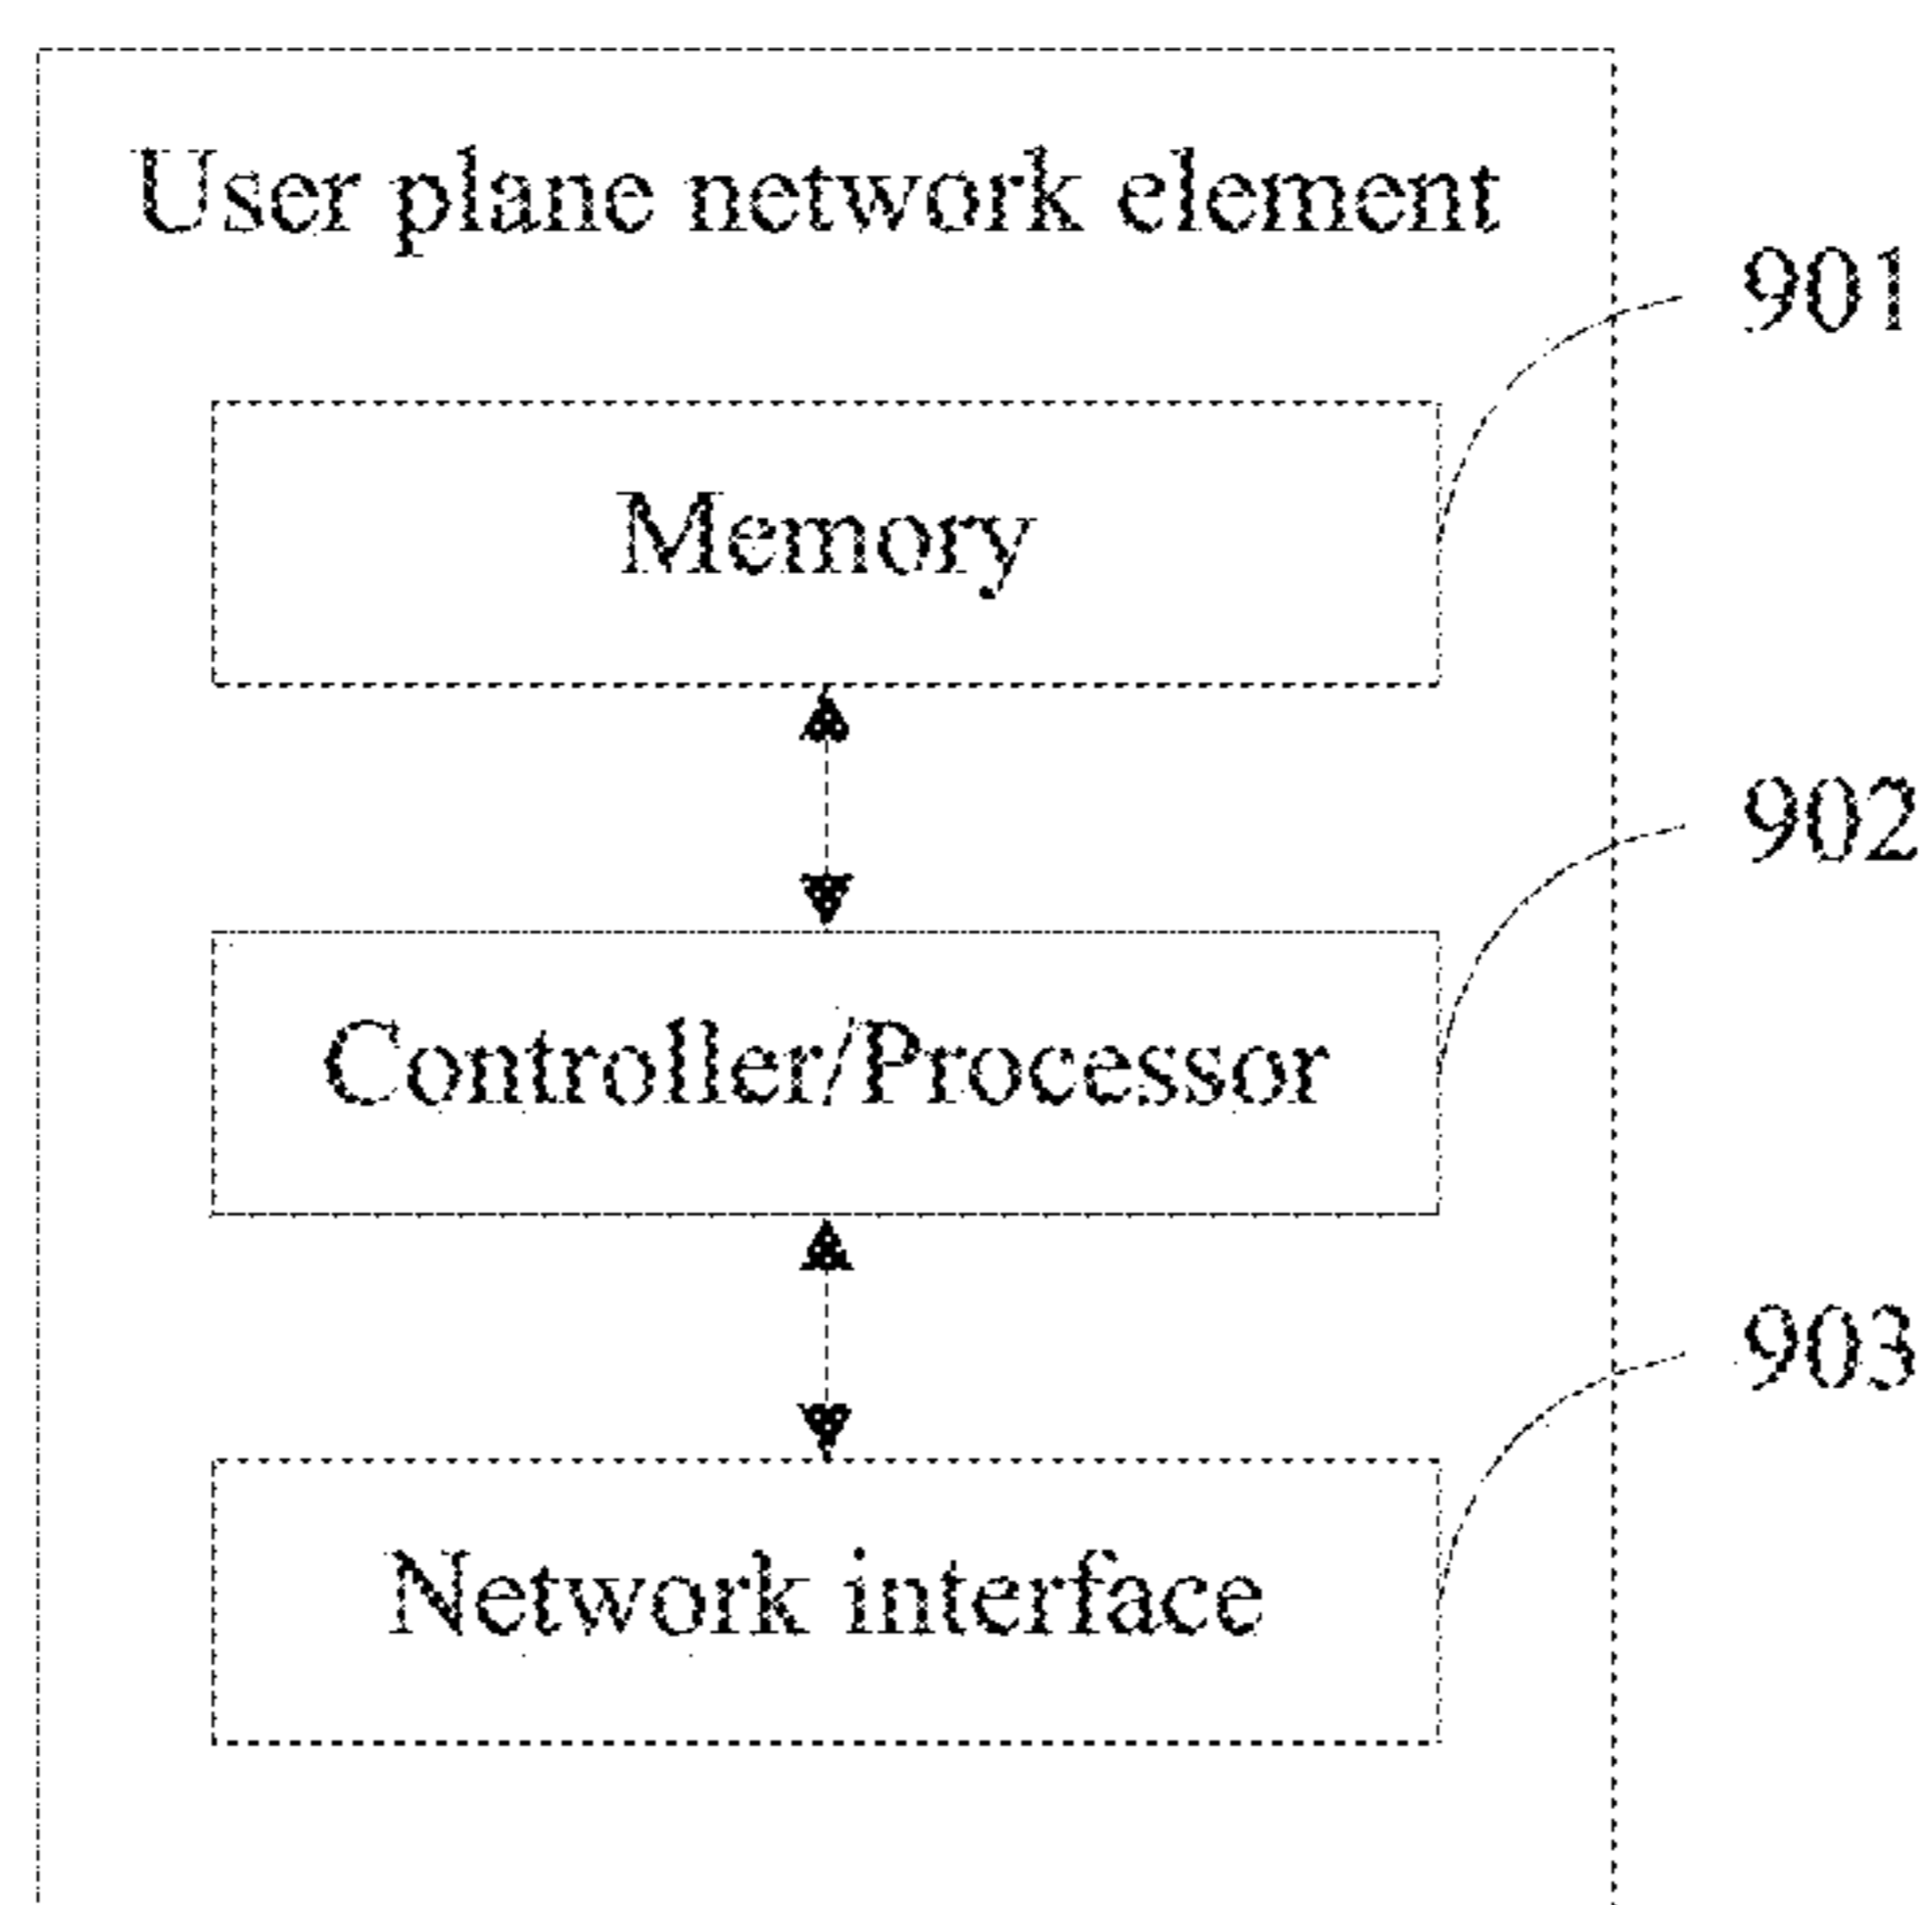 User plane network element
901
Memory
902
Controller/Processor
903
Network interface